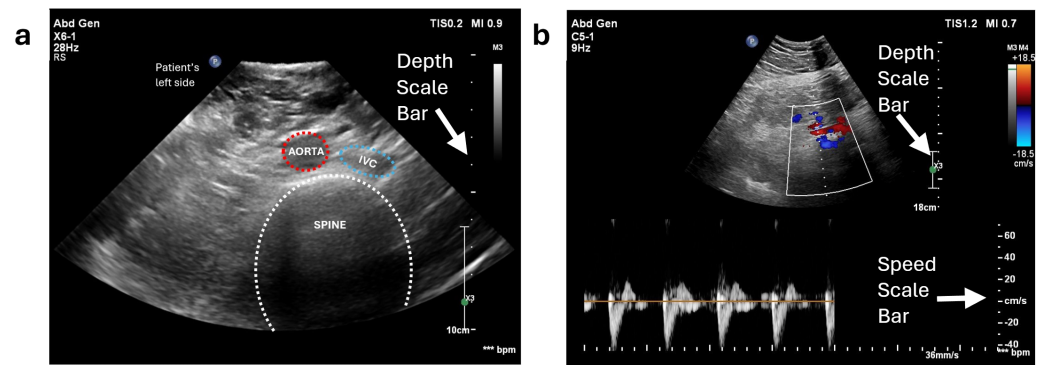 a
Abd Gen
TIS0.2 MI 0.9
X6-1
28Hz
RS
M3
P
Patient's
left side
Depth
Scale
Bar
AORTA
IVC
SPINE
X3
10cm
*** bpm
b
Abd Gen
TIS1.2 MI 0.7
C5-1
9Hz
M3 M4
+18.5
P
Depth
Scale
Bar
-18.5
cm/s
X3
18cm
60
40
20
Speed
Scale
Bar
cm/s
-20
-40
36mm/s
*** bpm